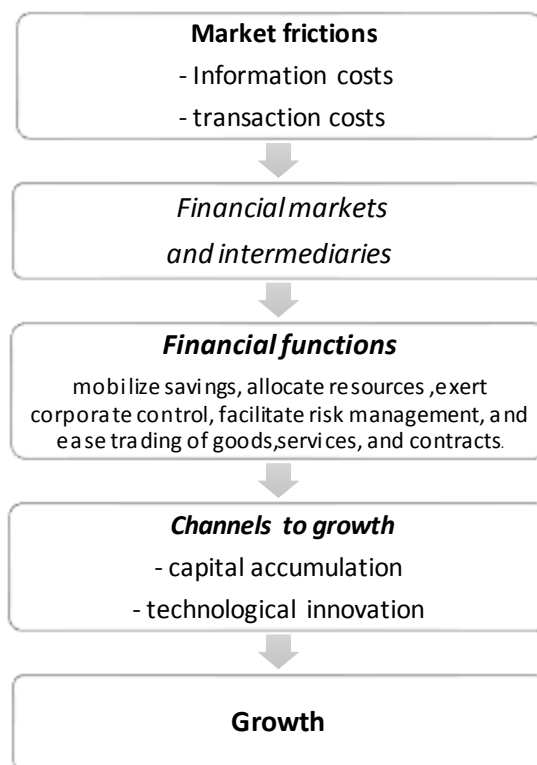 Market frictions
- Information costs
- transaction costs
Financial markets
and intermediaries
Financial functions
mobilize savings, allocate resources ,exert
corporate control, facilitate risk management, and
ease trading of goods,services, and contracts.
Channels to growth
- capital accumulation
- technological innovation
Growth